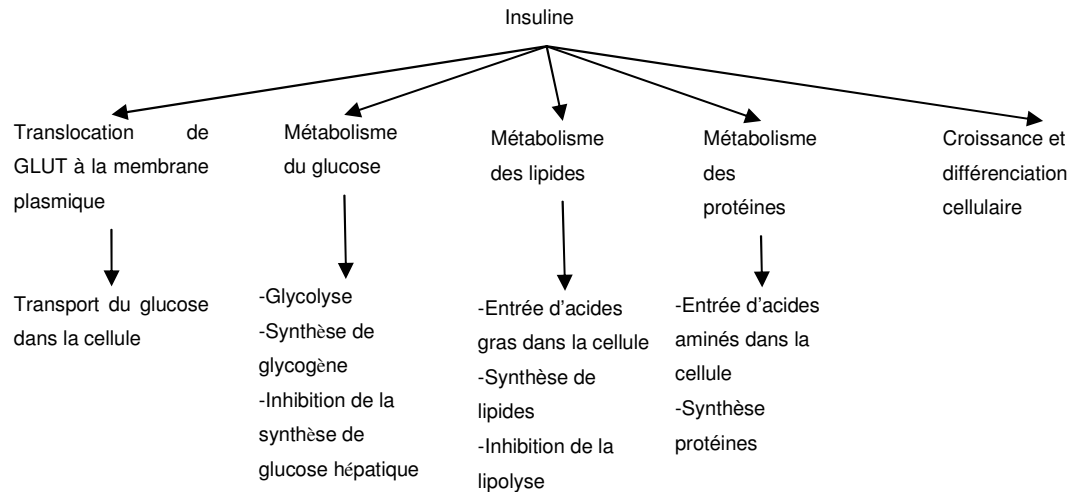 Insuline
Translocation de
GLUT à la membrane
plasmique
Métabolisme
du glucose
Métabolisme
des lipides
Métabolisme
des
protéines
Croissance et
différenciation
cellulaire
Transport du glucose
dans la cellule
-Glycolyse
-Synthèse de
glycogène
-Inhibition de la
synthèse de
glucose hépatique
-Entrée d’acides
gras dans la cellule
-Synthèse de
lipides
-Inhibition de la
lipolyse
-Entrée d’acides
aminés dans la
cellule
-Synthèse
protéines